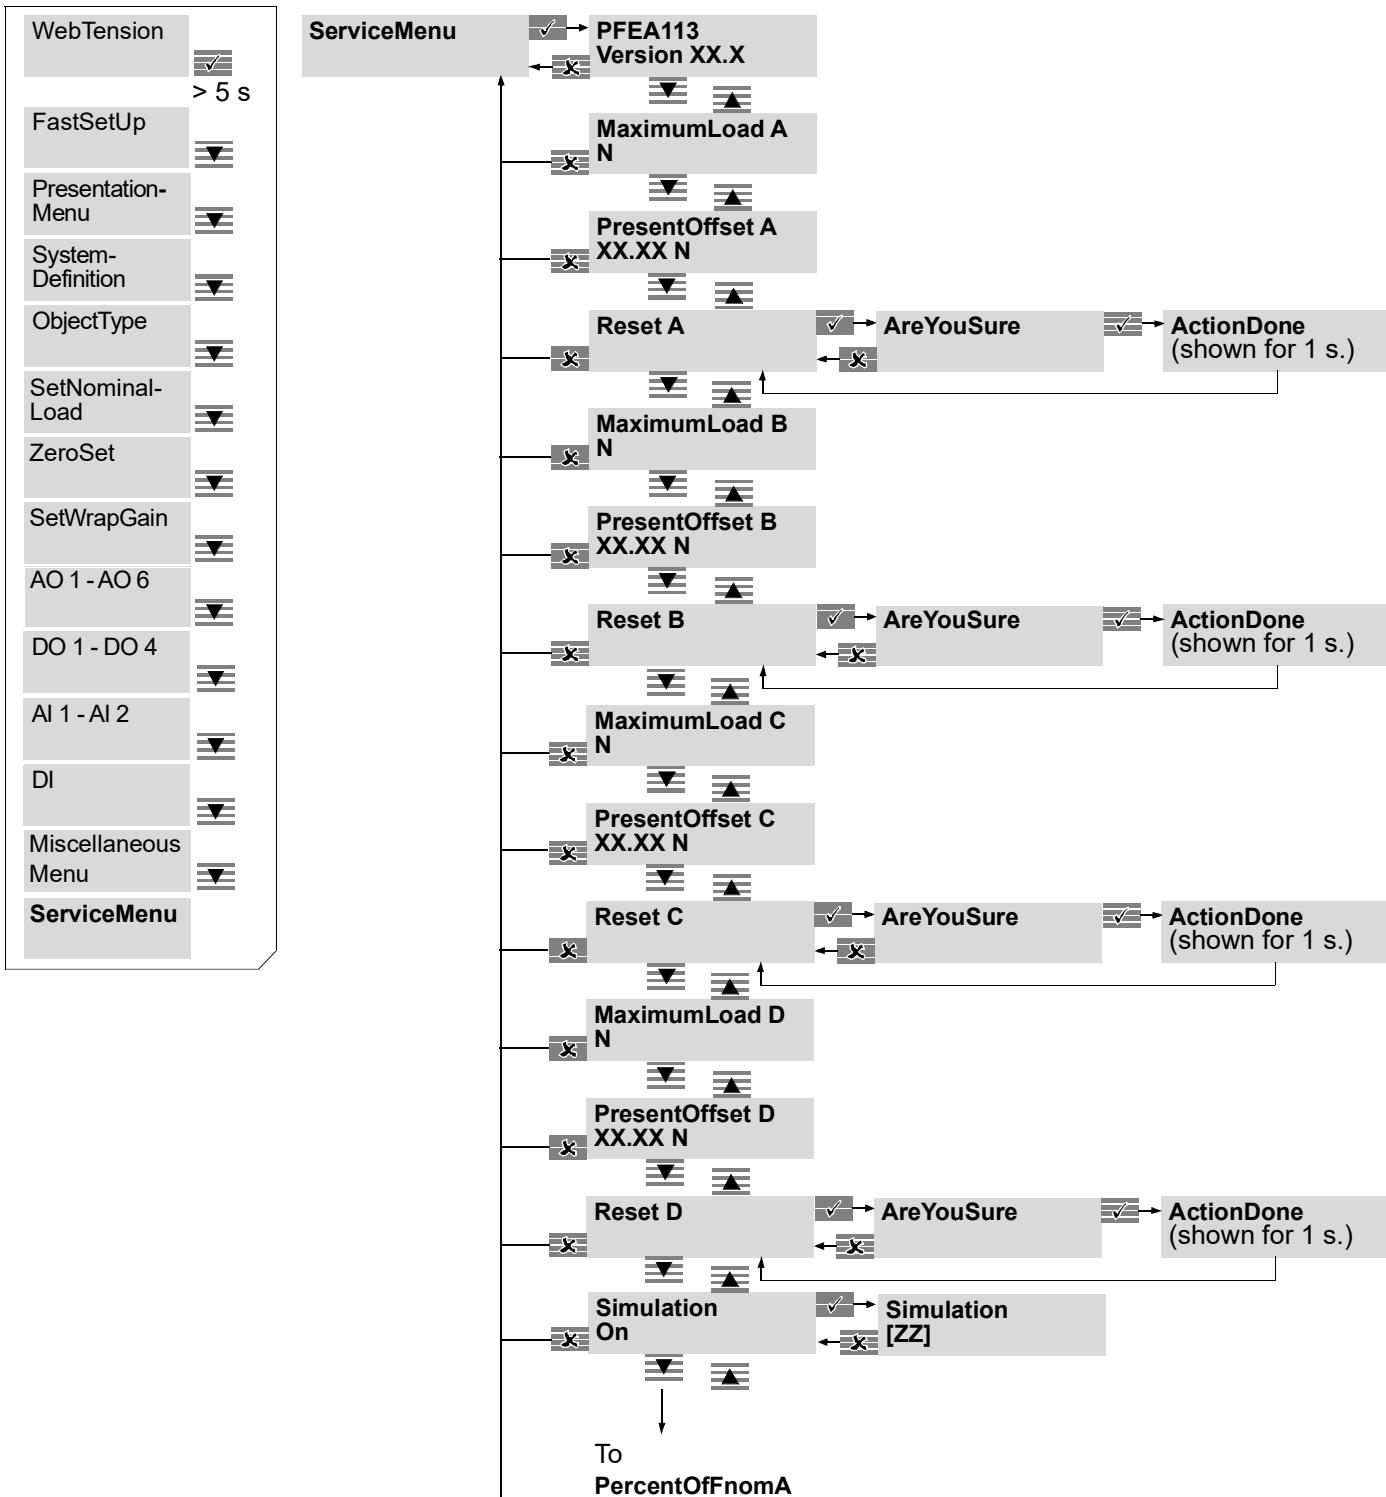 WebTension
> 5 s
FastSetUp
Presentation-
Menu
System-
Definition
ObjectType
SetNominal-
Load
ZeroSet
SetWrapGain
AO 1 - AO 6
DO 1 - DO 4
AI 1 - AI 2
DI
Miscellaneous
Menu
ServiceMenu
ServiceMenu
PFEA113
Version XX.X
MaximumLoad A
N
PresentOffset A
XX.XX N
Reset A
AreYouSure
ActionDone
(shown for 1 s.)
MaximumLoad B
N
PresentOffset B
XX.XX N
Reset B
AreYouSure
ActionDone
(shown for 1 s.)
MaximumLoad C
N
PresentOffset C
XX.XX N
Reset C
AreYouSure
ActionDone
(shown for 1 s.)
MaximumLoad D
N
PresentOffset D
XX.XX N
Reset D
AreYouSure
ActionDone
(shown for 1 s.)
Simulation
On
Simulation
[ZZ]
To
PercentOfFnomA